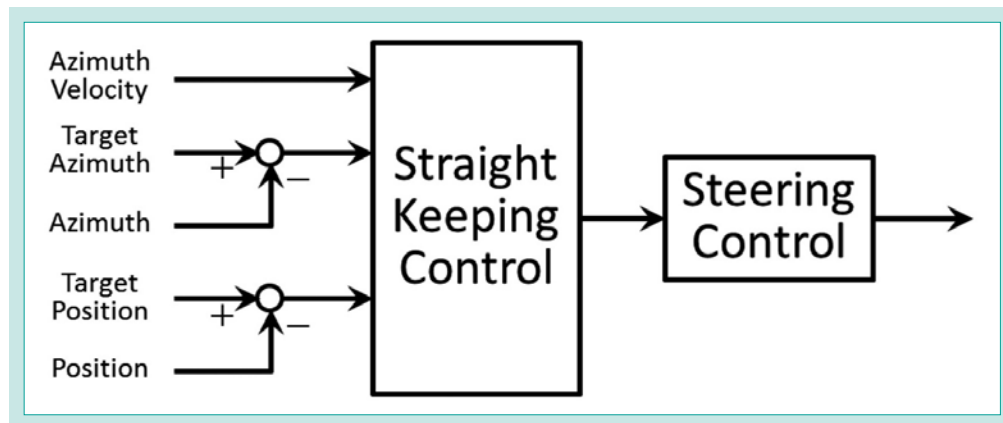 Azimuth
Velocity
Target
Azimuth
+
−
Azimuth
Target
Position
+
−
Position
Straight
Keeping
Control
Steering
Control